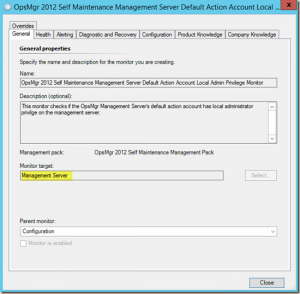 OpsMgr 2012 Self Maintenance Management Server Default Action Account Local ...
Overrides
General Health Alerting Diagnostic and Recovery Configuration Product Knowledge Company Knowledge
General properties
Specify the name and description for the monitor you are creating.
Name:
OpsMgr 2012 Self Maintenance Management Server Default Action Account Local Admin Privilege Monitor
Description (optional):
This monitor checks if the OpsMgr Management Server's default action account has local administrator
privilige on the management server.
Management pack: OpsMgr 2012 Self Maintenance Management Pack
Monitor target:
Management Server
Select...
Parent monitor:
Configuration
Monitor is enabled
Close